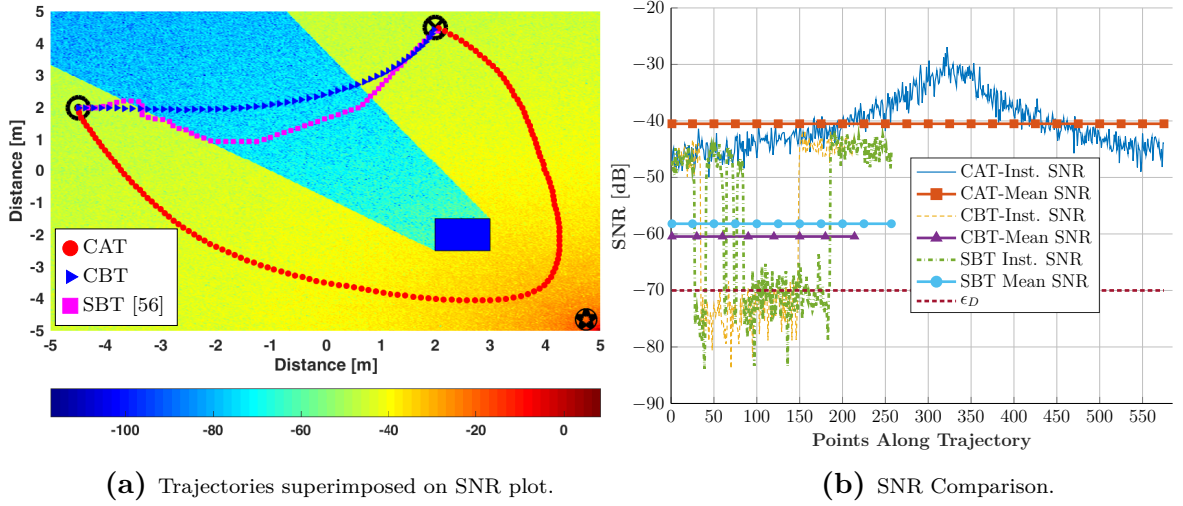 5
4
3
2
1
0
-1
-2
-3
-4
-5
Distance [m]
CAT
CBT
SBT [56]
-5 -4 -3 -2 -1 0 1 2 3 4 5
Distance [m]
-100 -80 -60 -40 -20 0
(a) Trajectories superimposed on SNR plot.
−20
−30
−40
−50
−60
−70
−80
−90
SNR [dB]
CAT-Inst. SNR
CAT-Mean SNR
CBT-Inst. SNR
CBT-Mean SNR
SBT Inst. SNR
SBT Mean SNR
ϵD
1 50 100 150 200 250 300 350 400 450 500 550
Points Along Trajectory
(b) SNR Comparison.